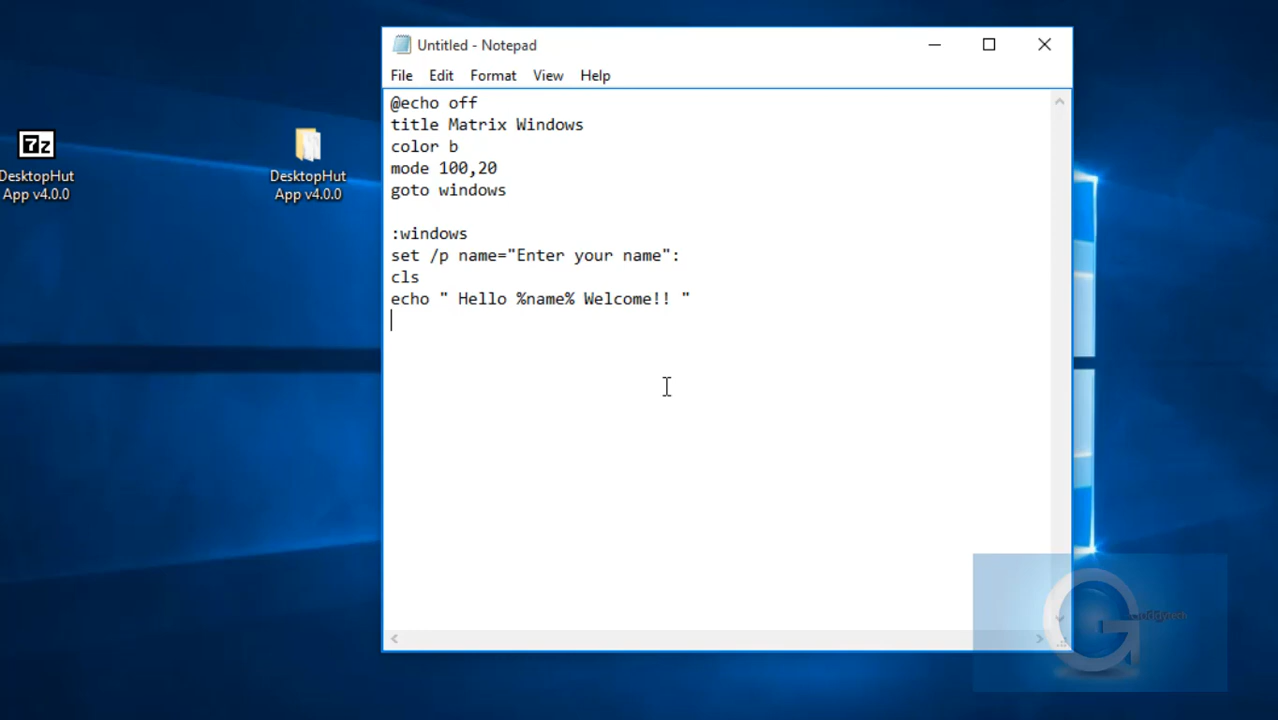 Untitled - Notepad
File Edit Format View Help
@echo off
title Matrix Windows
color b
mode 100,20
goto windows
:windows
set /p name="Enter your name":
cls
echo " Hello %name% Welcome!! "
7z
DesktopHut
App v4.0.0
DesktopHut
App v4.0.0